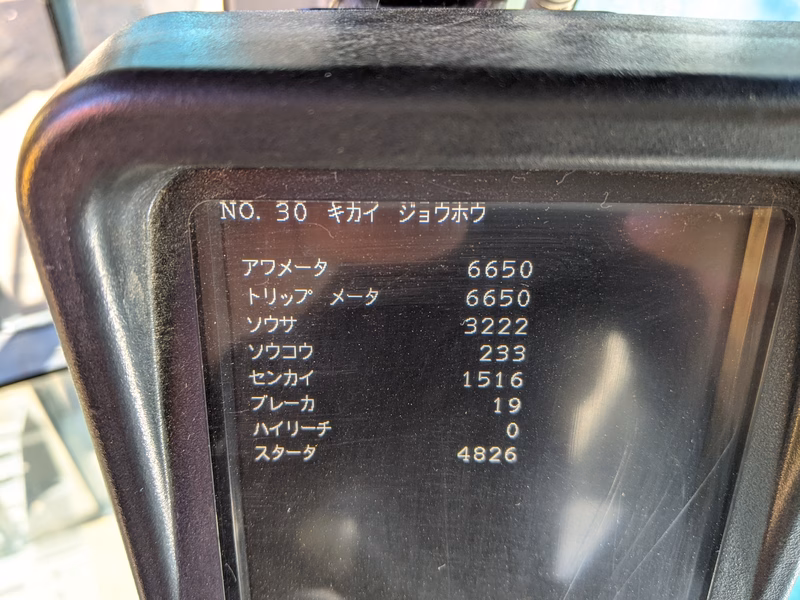 NO. 30 キカイ ジョウホウ
アワメータ 6650
トリップ メータ 6650
ソウサ 3222
ソウコウ 233
センカイ 1516
ブレーカ 19
ハイリーチ 0
スタータ 4826